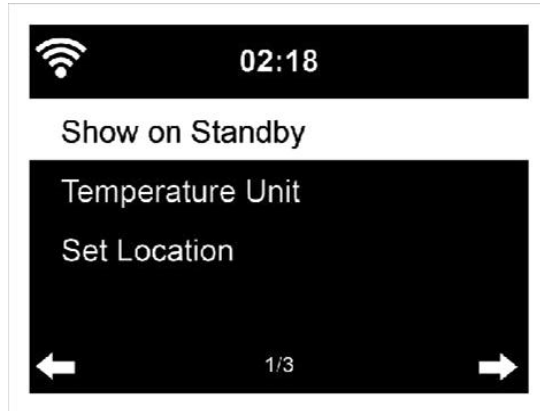 02:18
Show on Standby
Temperature Unit
Set Location
1/3